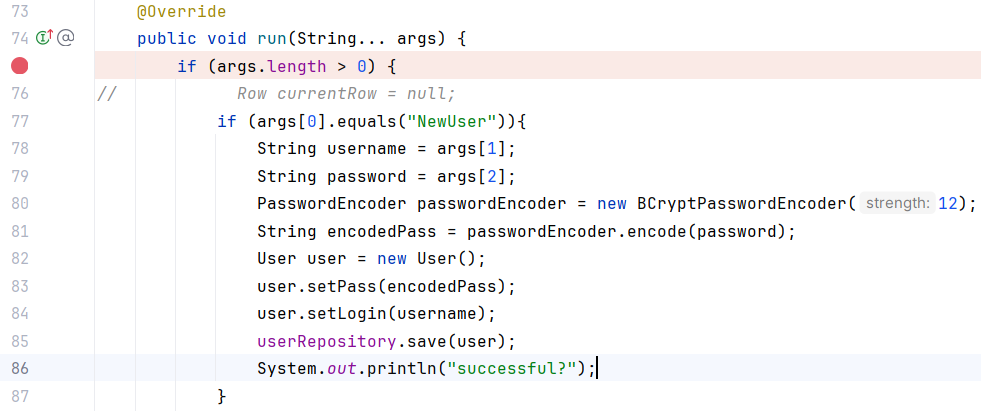 73 @Override
74 public void run(String... args) {
if (args.length > 0) {
76 // Row currentRow = null;
77 if (args[0].equals("NewUser")){
78 String username = args[1];
79 String password = args[2];
80 PasswordEncoder passwordEncoder = new BCryptPasswordEncoder( strength: 12);
81 String encodedPass = passwordEncoder.encode(password);
82 User user = new User();
83 user.setPass(encodedPass);
84 user.setLogin(username);
85 userRepository.save(user);
86 System.out.println("successful?");
87 }